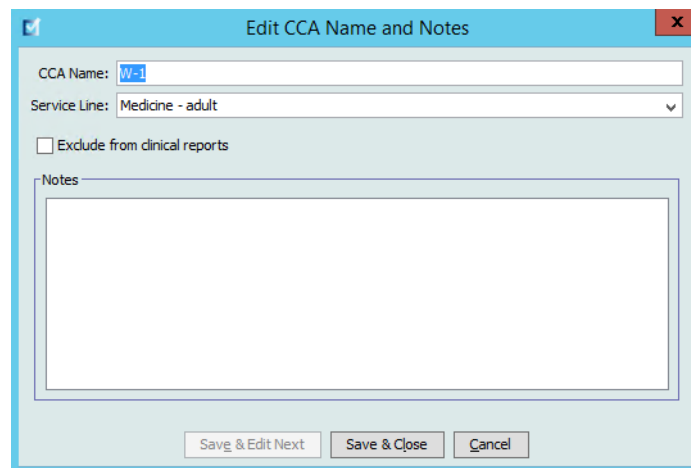 Edit CCA Name and Notes
x
CCA Name: W-1
Service Line: Medicine - adult
Exclude from clinical reports
Notes
Save & Edit Next Save & Close Cancel